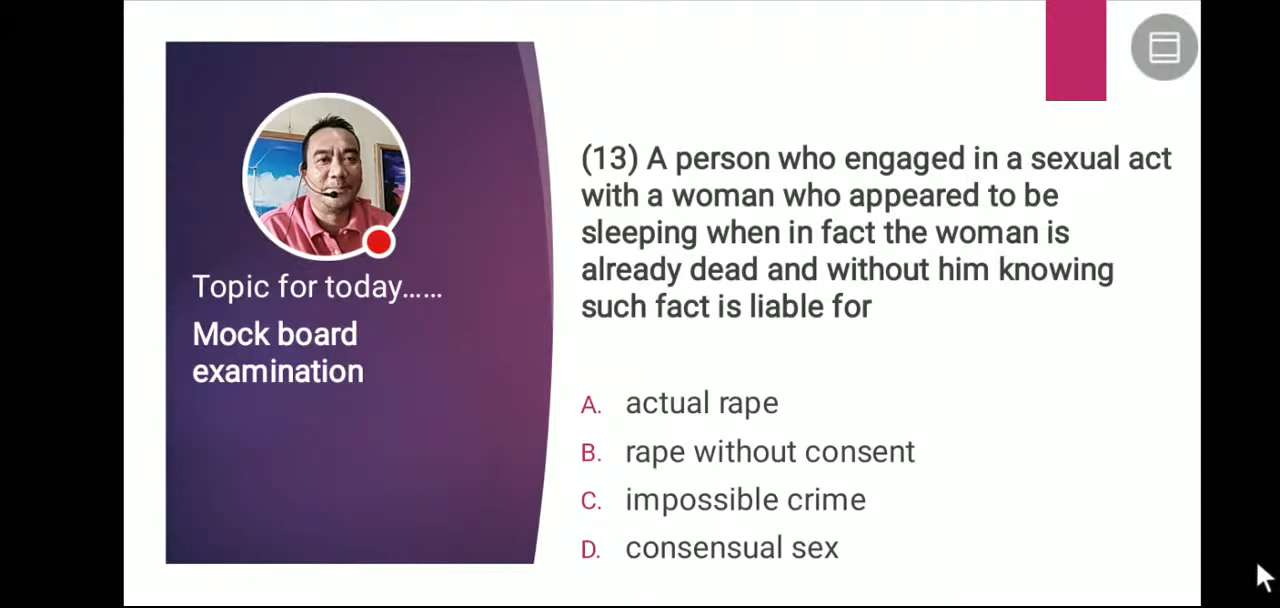 Topic for today......
Mock board
examination
(13) A person who engaged in a sexual act
with a woman who appeared to be
sleeping when in fact the woman is
already dead and without him knowing
such fact is liable for
A. actual rape
B. rape without consent
C. impossible crime
D. consensual sex